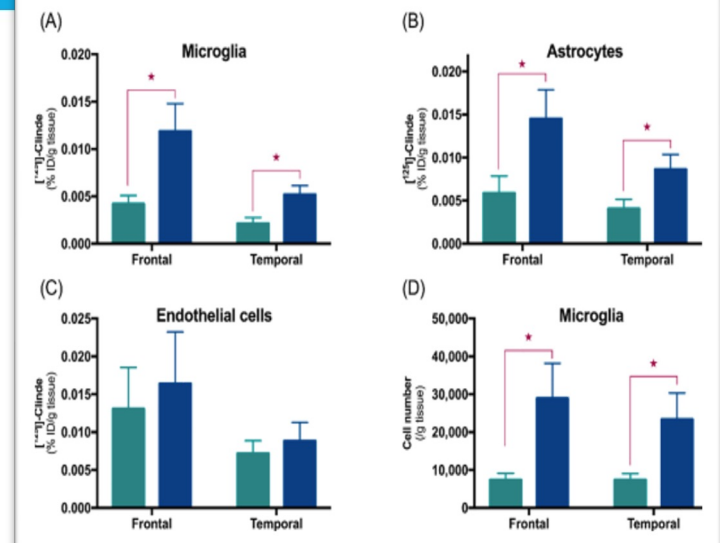 (A)
Microglia
[¹²⁵I]-Clinde
(% ID/g tissue)
0.020
0.015
0.010
0.005
0.000
Frontal Temporal
(B)
Astrocytes
[¹²⁵I]-Clinde
(% ID/g tissue)
0.020
0.015
0.010
0.005
0.000
Frontal Temporal
(C)
Endothelial cells
[¹²⁵I]-Clinde
(% ID/g tissue)
0.025
0.020
0.015
0.010
0.005
0.000
Frontal Temporal
(D)
Microglia
Cell number
(/g tissue)
50,000
40,000
30,000
20,000
10,000
0
Frontal Temporal